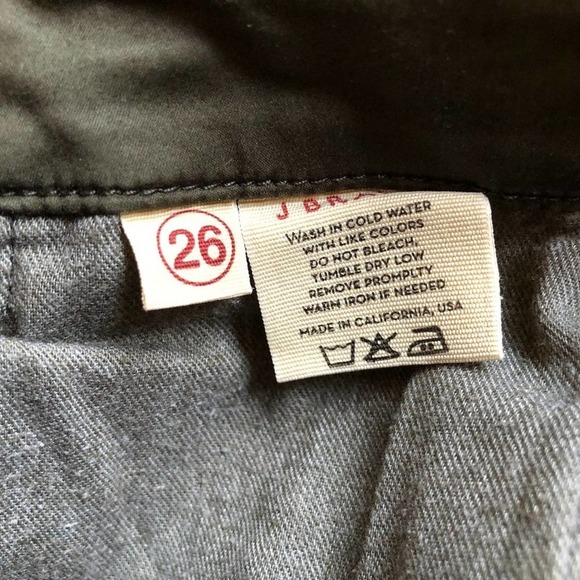 26
J BRA
WASH IN COLD WATER
WITH LIKE COLORS
DO NOT BLEACH,
TUMBLE DRY LOW
REMOVE PROMPTLY
WARM IRON IF NEEDED
MADE IN CALIFORNIA, USA